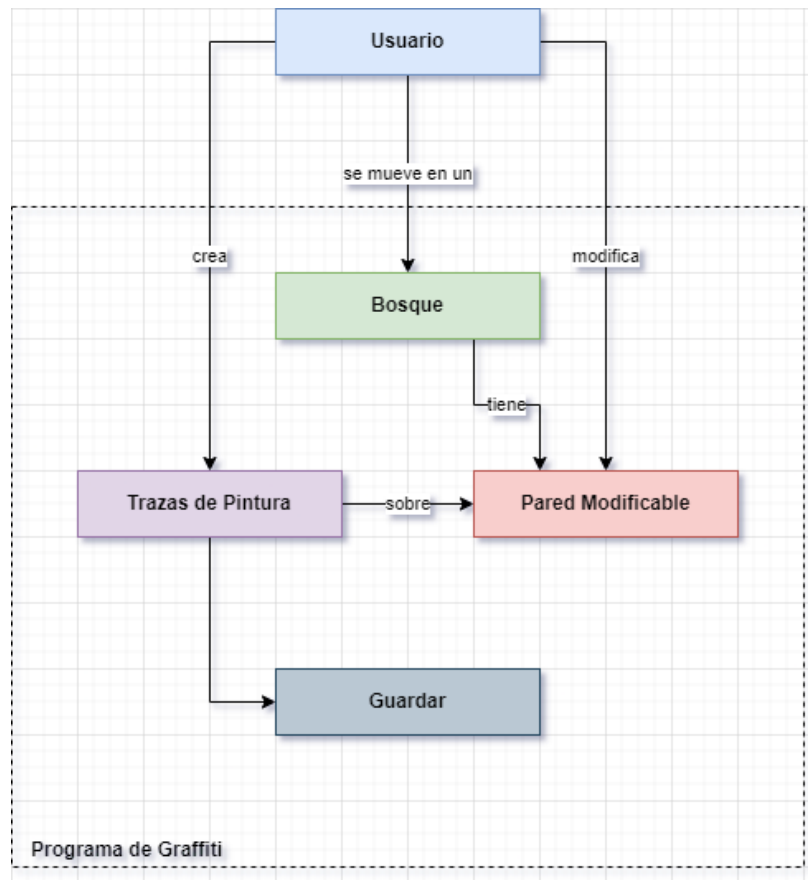 Usuario
se mueve en un
crea
modifica
Bosque
tiene
Trazas de Pintura
sobre
Pared Modificable
Guardar
Programa de Graffiti